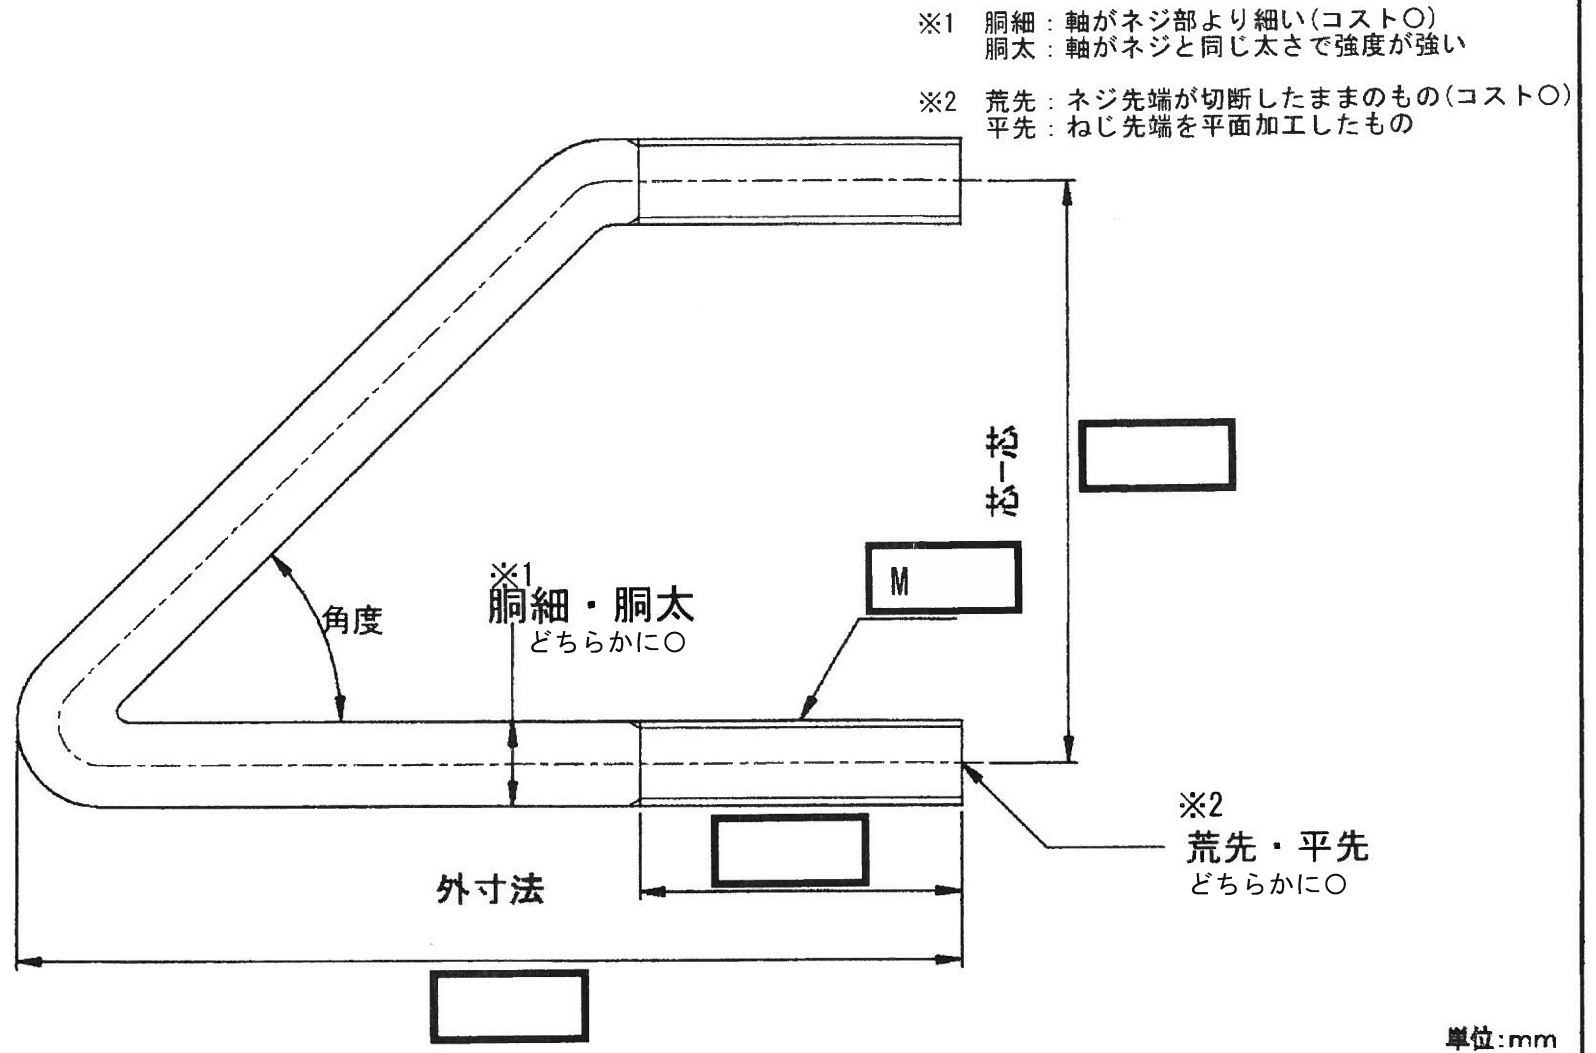 ※1 胴細：軸がネジ部より細い(コスト〇)
胴太：軸がネジと同じ太さで強度が強い
※2 荒先：ネジ先端が切断したままのもの(コスト〇)
平先：ねじ先端を平面加工したもの
M
※1
胴細・胴太
どちらかに〇
角度
※2
荒先・平先
どちらかに〇
外寸法
単位:mm